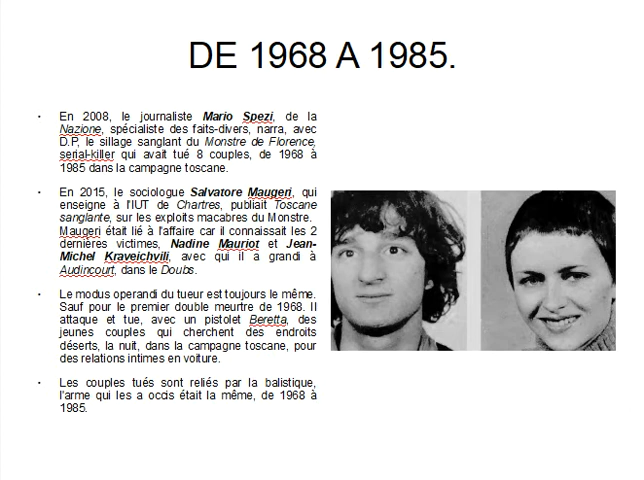 DE 1968 A 1985.
• En 2008, le journaliste Mario Spezi, de la
Nazione, spécialiste des faits-divers, narra, avec
D.P, le sillage sanglant du Monstre de Florence,
serial-killer qui avait tué 8 couples, de 1968 à
1985 dans la campagne toscane.
• En 2015, le sociologue Salvatore Maugeri, qui
enseigne à l'IUT de Chartres, publiait Toscane
sanglante, sur les exploits macabres du Monstre.
Maugeri était lié à l'affaire car il connaissait les 2
dernières victimes, Nadine Mauriot et Jean-
Michel Kraveichvili, avec qui il a grandi à
Audincourt, dans le Doubs.
• Le modus operandi du tueur est toujours le même.
Sauf pour le premier double meurtre de 1968. Il
attaque et tue, avec un pistolet Beretta, des
jeunes couples qui cherchent des endroits
déserts, la nuit, dans la campagne toscane, pour
des relations intimes en voiture.
• Les couples tués sont reliés par la balistique,
l'arme qui les a occis était la même, de 1968 à
1985.